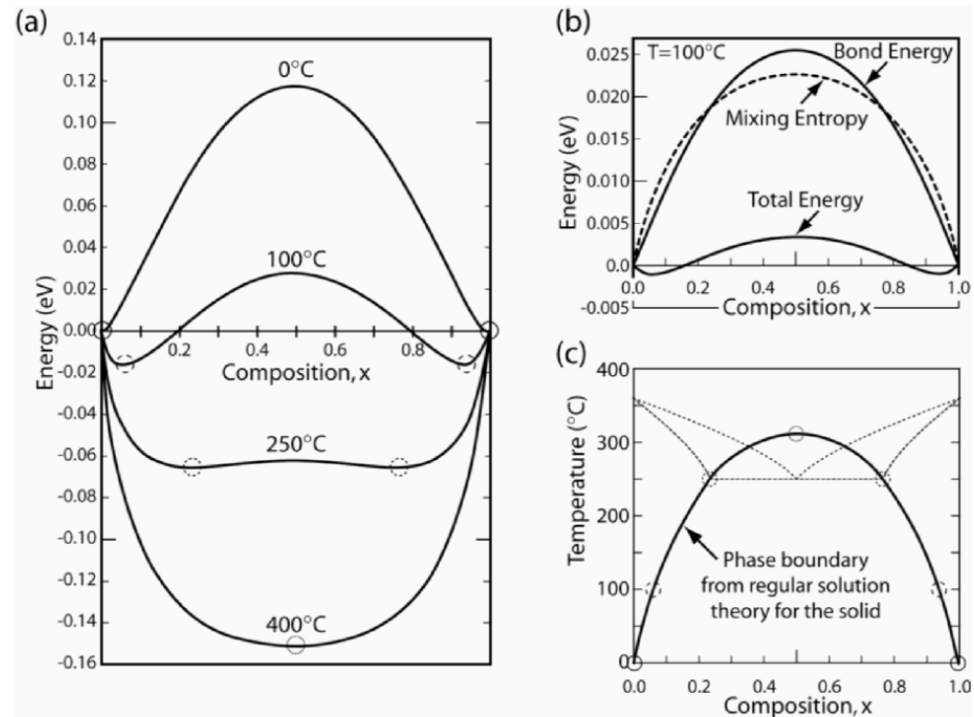 (a)
0.14
0.12
0.10
0.08
0.06
0.04
0.02
0.00
-0.02
-0.04
-0.06
-0.08
-0.10
-0.12
-0.14
-0.16
Energy (eV)
0°C
100°C
0.2 0.4 0.6 0.8
Composition, x
250°C
400°C
(b)
T=100°C
Bond Energy
Mixing Entropy
Total Energy
0.025
0.020
0.015
0.010
0.005
0.0
-0.005
Energy (eV)
0.0 0.2 0.4 0.6 0.8 1.0
Composition, x
(c)
400
300
200
100
0
Temperature (°C)
Phase boundary
from regular solution
theory for the solid
0.0 0.2 0.4 0.6 0.8 1.0
Composition, x